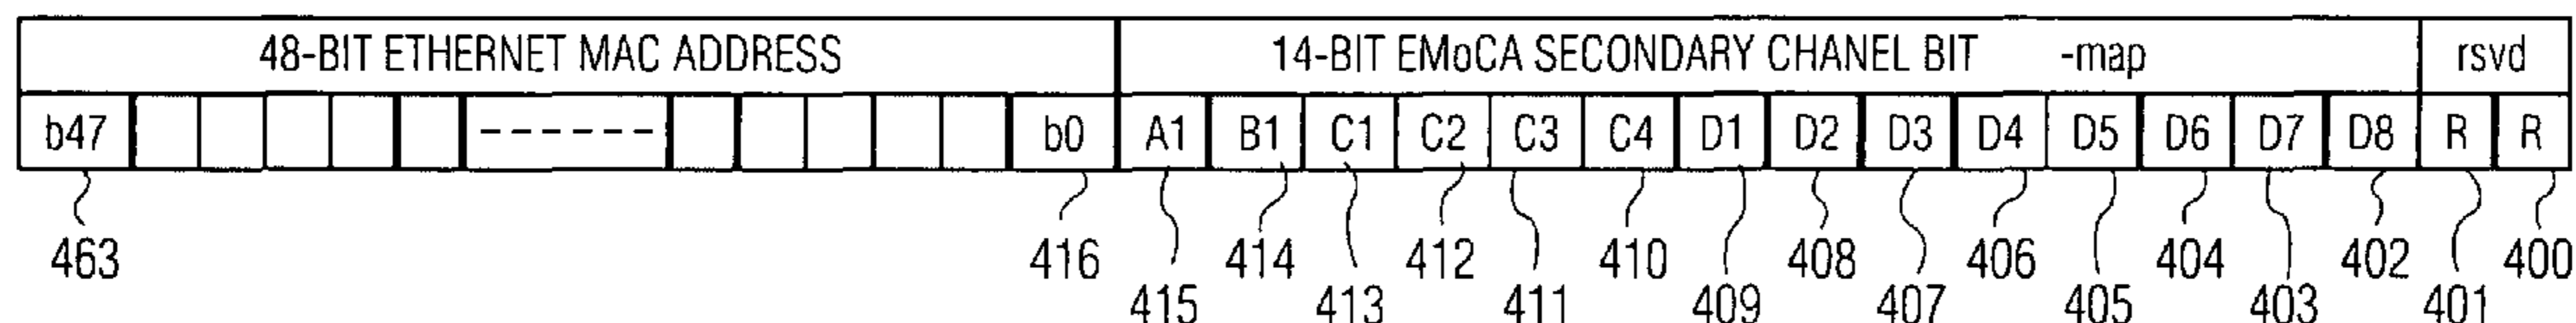 48-BIT ETHERNET MAC ADDRESS 14-BIT EMoCA SECONDARY CHANEL BIT -map rsvd
b47 b0 A1 B1 C1 C2 C3 C4 D1 D2 D3 D4 D5 D6 D7 D8 R R
463 416 414 412 410 408 406 404 402 400
415 413 411 409 407 405 403 401